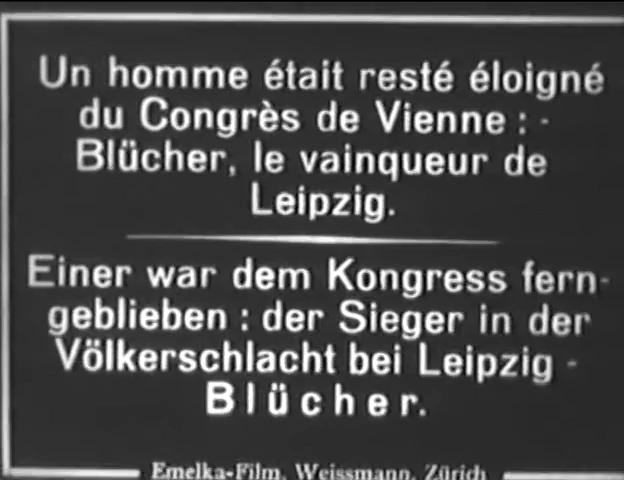 Un homme était resté éloigné
du Congrès de Vienne : -
Blücher, le vainqueur de
Leipzig.
Einer war dem Kongress fern-
geblieben : der Sieger in der
Völkerschlacht bei Leipzig -
Blücher.
Emelka-Film, Weissmann, Zürich